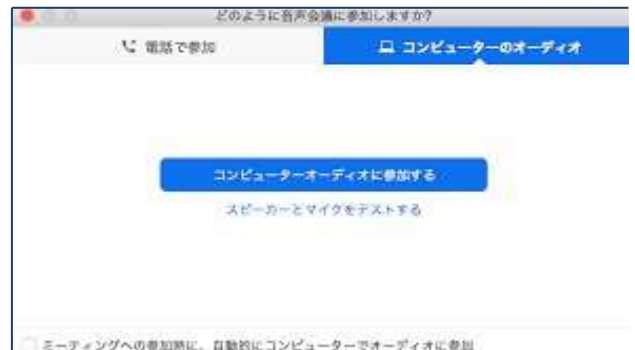 どのように音声会議に参加しますか?
電話で参加
コンピューターのオーディオ
コンピューターオーディオに参加する
スピーカーとマイクをテストする
ミーティングへの参加時に、自動的にコンピューターでオーディオに参加